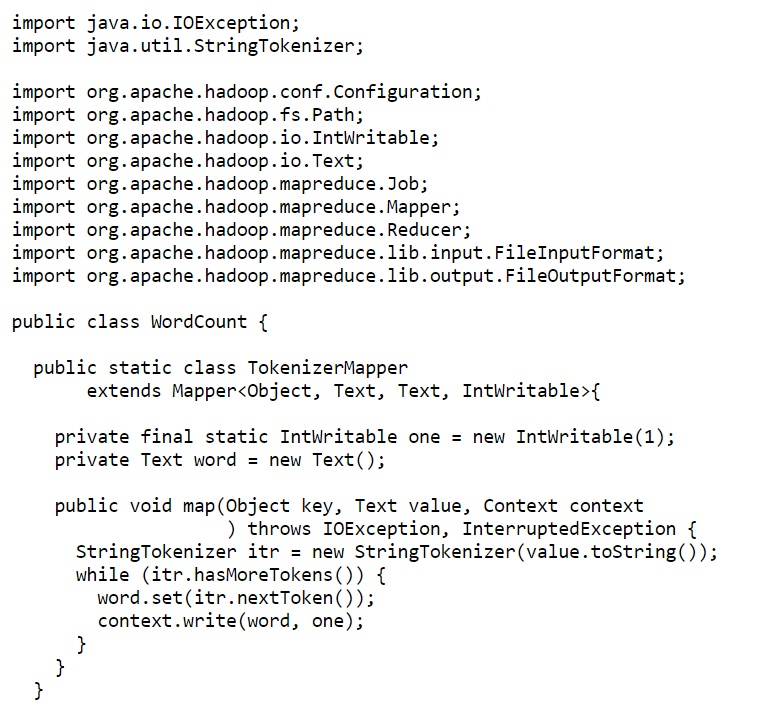 import java.io.IOException;
import java.util.StringTokenizer;

import org.apache.hadoop.conf.Configuration;
import org.apache.hadoop.fs.Path;
import org.apache.hadoop.io.IntWritable;
import org.apache.hadoop.io.Text;
import org.apache.hadoop.mapreduce.Job;
import org.apache.hadoop.mapreduce.Mapper;
import org.apache.hadoop.mapreduce.Reducer;
import org.apache.hadoop.mapreduce.lib.input.FileInputFormat;
import org.apache.hadoop.mapreduce.lib.output.FileOutputFormat;

public class WordCount {

  public static class TokenizerMapper
       extends Mapper<Object, Text, Text, IntWritable>{

    private final static IntWritable one = new IntWritable(1);
    private Text word = new Text();

    public void map(Object key, Text value, Context context
                    ) throws IOException, InterruptedException {
      StringTokenizer itr = new StringTokenizer(value.toString());
      while (itr.hasMoreTokens()) {
        word.set(itr.nextToken());
        context.write(word, one);
      }
    }
  }